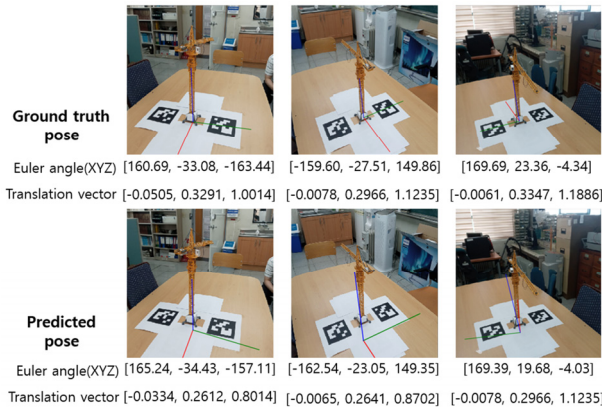 Ground truth
pose
Euler angle(XYZ) [160.69, -33.08, -163.44] [-159.60, -27.51, 149.86] [169.69, 23.36, -4.34]
Translation vector [-0.0505, 0.3291, 1.0014] [-0.0078, 0.2966, 1.1235] [-0.0061, 0.3347, 1.1886]
Predicted
pose
Euler angle(XYZ) [165.24, -34.43, -157.11] [-162.54, -23.05, 149.35] [169.39, 19.68, -4.03]
Translation vector [-0.0334, 0.2612, 0.8014] [-0.0065, 0.2641, 0.8702] [-0.0078, 0.2966, 1.1235]